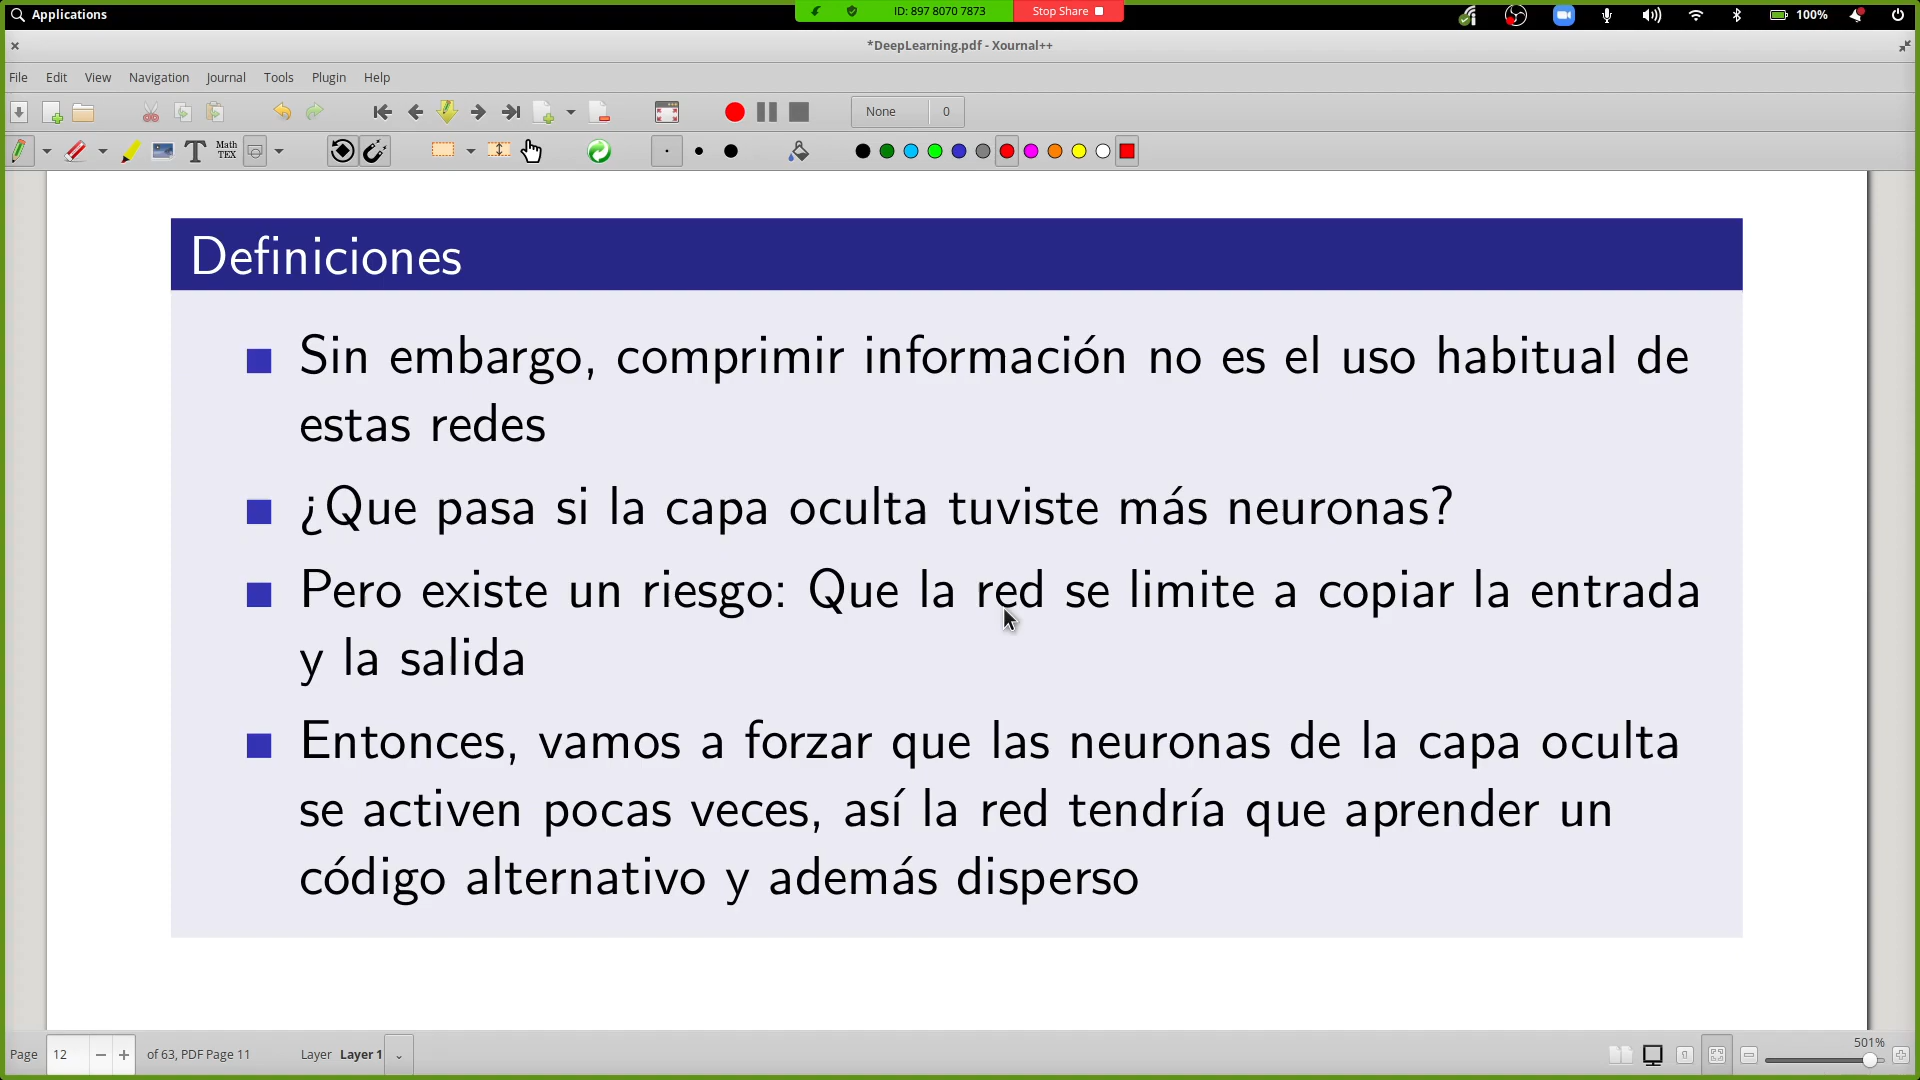 Applications
ID: 897 8070 7873
Stop Share
100%
*DeepLearning.pdf - Xournal++
File Edit View Navigation Journal Tools Plugin Help
None 0
T Math TEX
Definiciones
Sin embargo, comprimir información no es el uso habitual de
estas redes
¿Que pasa si la capa oculta tuviste más neuronas?
Pero existe un riesgo: Que la red se limite a copiar la entrada
y la salida
Entonces, vamos a forzar que las neuronas de la capa oculta
se activen pocas veces, así la red tendría que aprender un
código alternativo y además disperso
Page 12 of 63, PDF Page 11 Layer Layer 1
501%